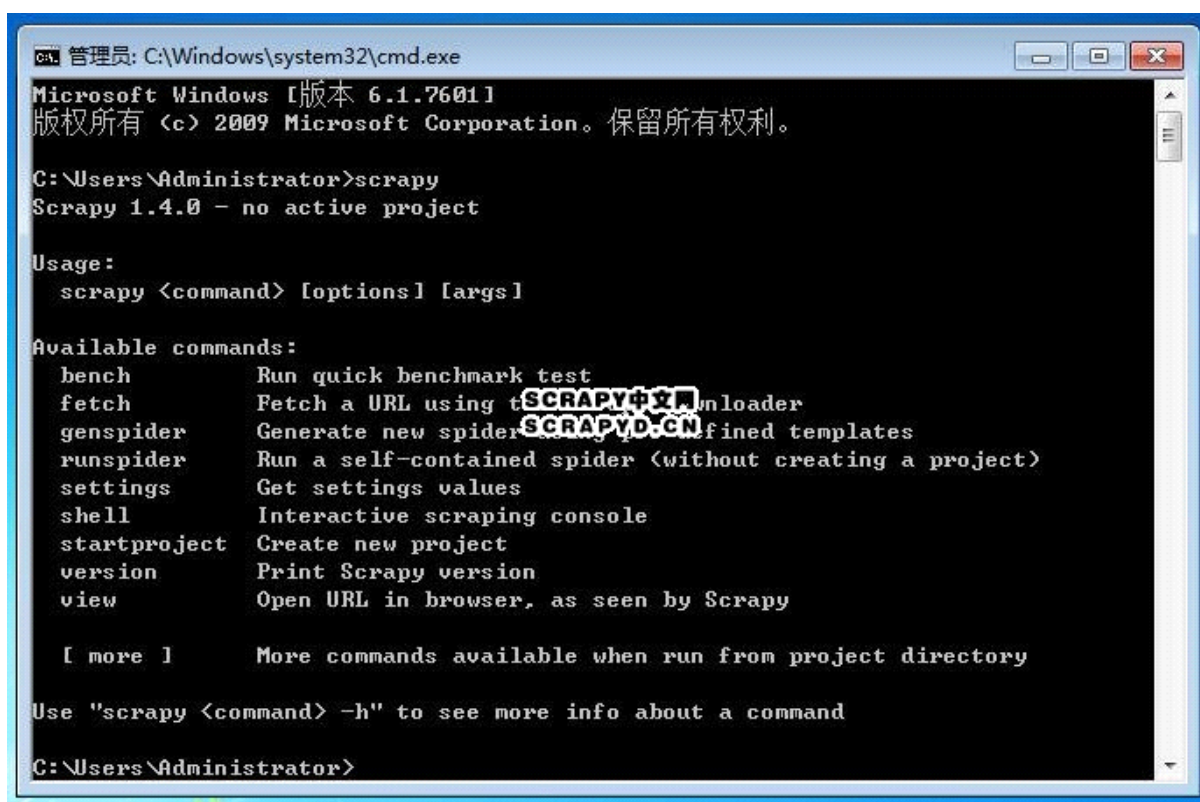 管理员: C:\Windows\system32\cmd.exe
Microsoft Windows [版本 6.1.7601]
版权所有 (c) 2009 Microsoft Corporation。保留所有权利。
C:\Users\Administrator>scrapy
Scrapy 1.4.0 - no active project
Usage:
scrapy <command> [options] [args]
Available commands:
bench Run quick benchmark test
fetch Fetch a URL using
SCRAPY中文网
genspider Generate new spider
SCRAPYD.CN
templates
runspider Run a self-contained spider (without creating a project)
settings Get settings values
shell Interactive scraping console
startproject Create new project
version Print Scrapy version
view Open URL in browser, as seen by Scrapy
[ more ] More commands available when run from project directory
Use "scrapy <command> -h" to see more info about a command
C:\Users\Administrator>